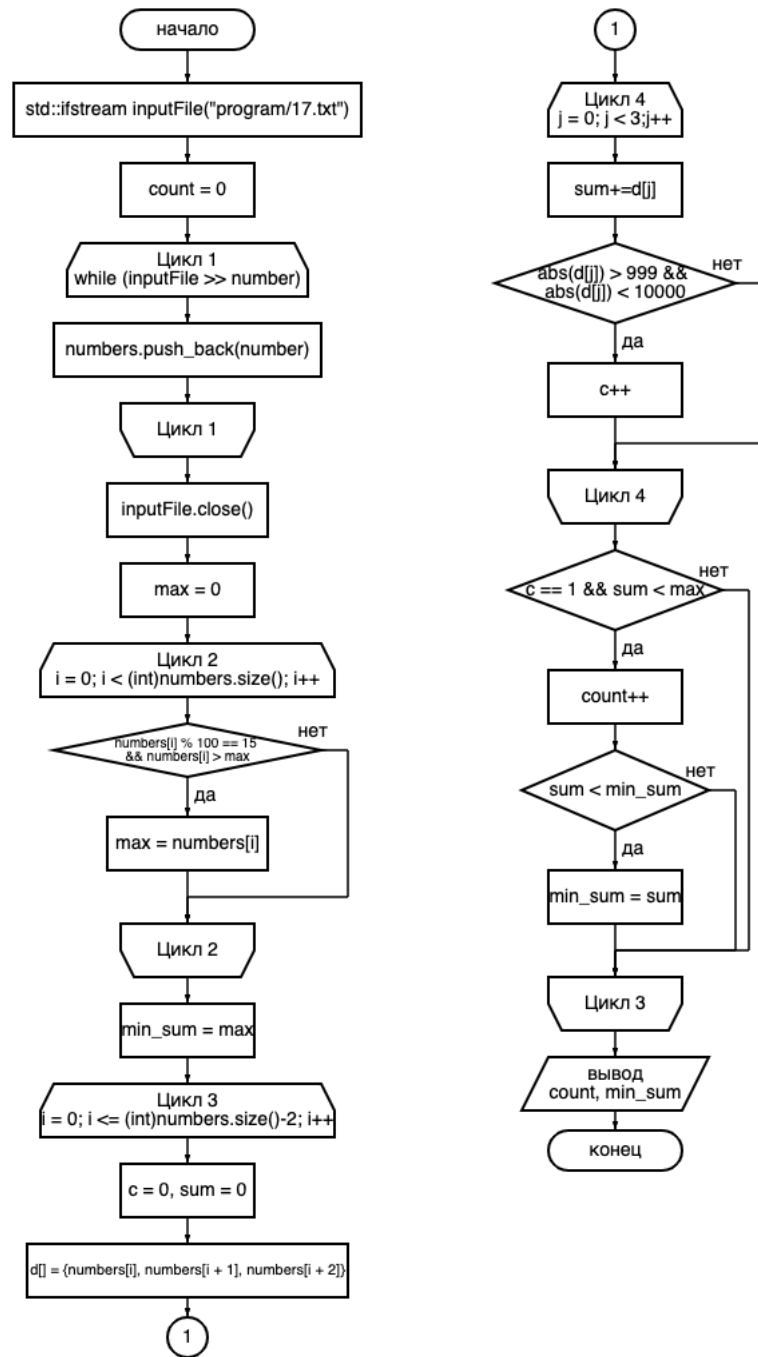 начало
std::ifstream inputFile("program/17.txt")
count = 0
Цикл 1
while (inputFile >> number)
numbers.push_back(number)
Цикл 1
inputFile.close()
max = 0
Цикл 2
i = 0; i < (int)numbers.size(); i++
numbers[i] % 100 == 15
&& numbers[i] > max
нет
да
max = numbers[i]
Цикл 2
min_sum = max
Цикл 3
i = 0; i <= (int)numbers.size()-2; i++
c = 0, sum = 0
d[] = {numbers[i], numbers[i + 1], numbers[i + 2]}
1
1
Цикл 4
j = 0; j < 3;j++
sum+=d[j]
abs(d[j]) > 999 &&
abs(d[j]) < 10000
нет
да
c++
Цикл 4
c == 1 && sum < max
нет
да
count++
sum < min_sum
нет
да
min_sum = sum
Цикл 3
вывод
count, min_sum
конец